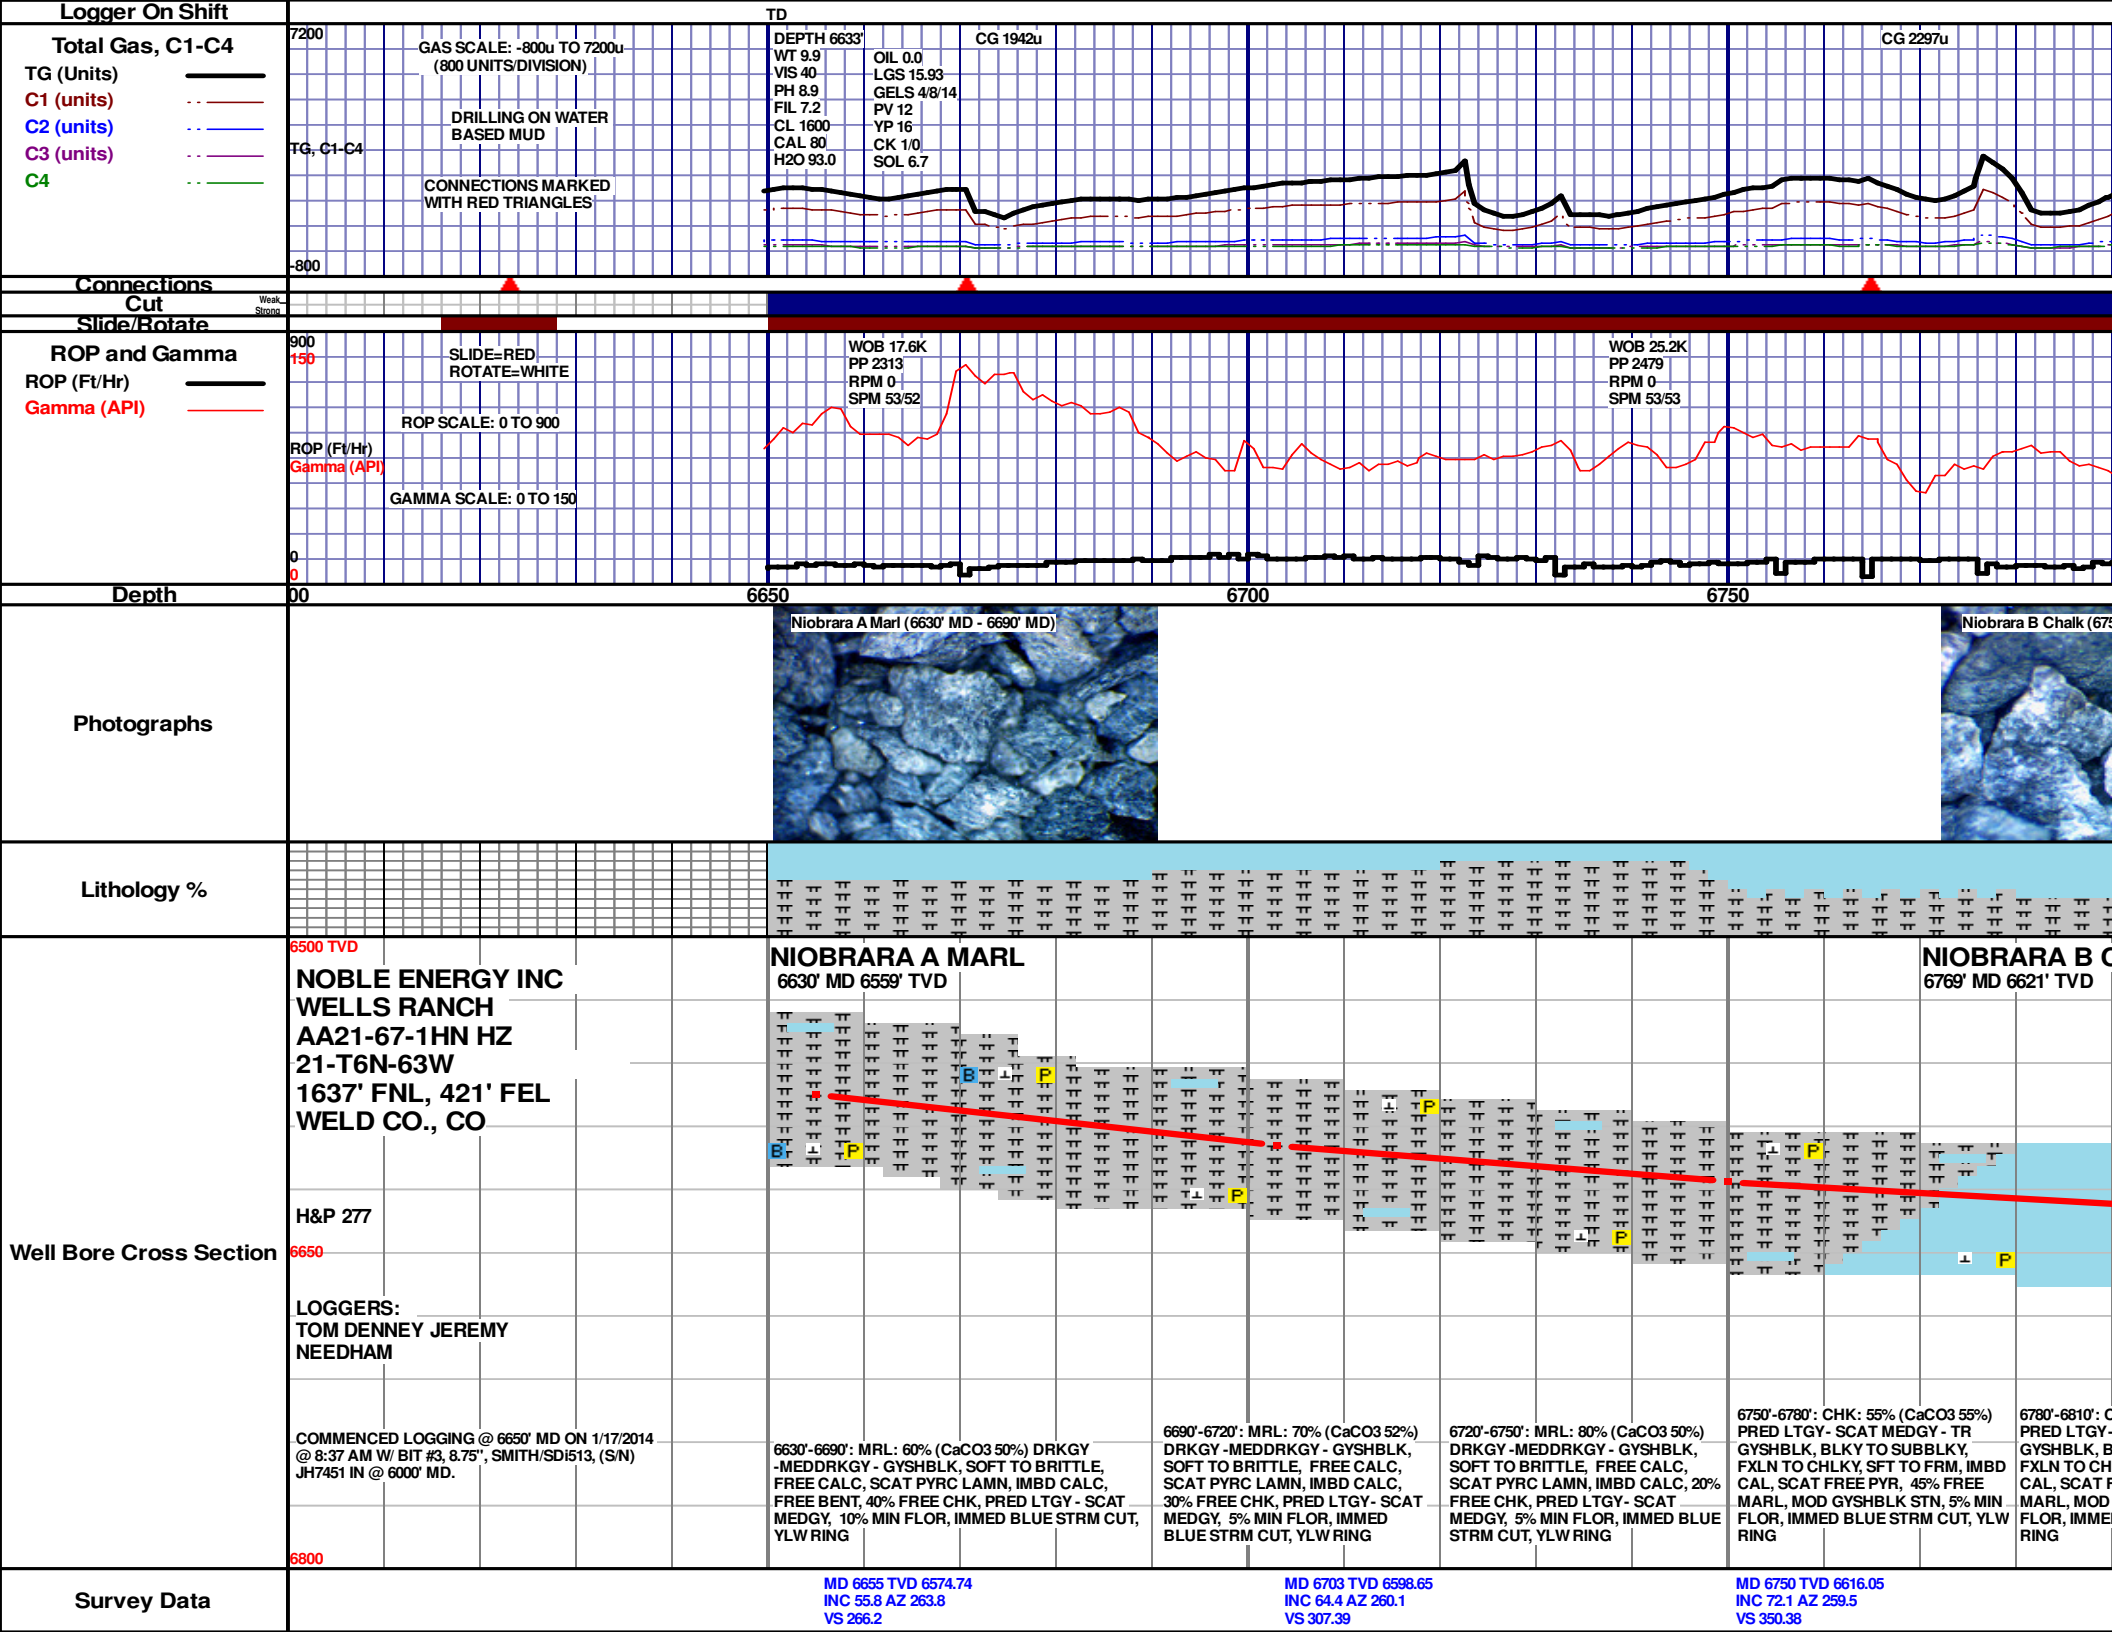 Logger On Shift
TD
Total Gas, C1-C4
TG (Units)
C1 (units)
C2 (units)
C3 (units)
C4
7200
TG, C1-C4
-800
GAS SCALE: -800u TO 7200u
(800 UNITS/DIVISION)
DRILLING ON WATER
BASED MUD
CONNECTIONS MARKED
WITH RED TRIANGLES
DEPTH 6633'
WT 9.9
VIS 40
PH 8.9
FIL 7.2
CL 1600
CAL 80
H2O 93.0
OIL 0.0
LGS 15.93
GELS 4/8/14
PV 12
YP 16
CK 1/0
SOL 6.7
CG 1942u
CG 2297u
Connections
Cut
Weak
Strong
Slide/Rotate
ROP and Gamma
ROP (Ft/Hr)
Gamma (API)
900
150
ROP (Ft/Hr)
Gamma (API)
0
0
SLIDE=RED
ROTATE=WHITE
ROP SCALE: 0 TO 900
GAMMA SCALE: 0 TO 150
WOB 17.6K
PP 2313
RPM 0
SPM 53/52
WOB 25.2K
PP 2479
RPM 0
SPM 53/53
Depth
00
6650
6700
6750
Photographs
Niobrara A Marl (6630' MD - 6690' MD)
Niobrara B Chalk (675
Lithology %
Well Bore Cross Section
6500 TVD
NOBLE ENERGY INC
WELLS RANCH
AA21-67-1HN HZ
21-T6N-63W
1637' FNL, 421' FEL
WELD CO., CO
H&P 277
6650
LOGGERS:
TOM DENNEY JEREMY
NEEDHAM
COMMENCED LOGGING @ 6650' MD ON 1/17/2014
@ 8:37 AM W/ BIT #3, 8.75", SMITH/SDi513, (S/N)
JH7451 IN @ 6000' MD.
6800
NIOBRARA A MARL
6630' MD 6559' TVD
NIOBRARA B C
6769' MD 6621' TVD
B P
B P
P
P
P
P
P
6630'-6690': MRL: 60% (CaCO3 50%) DRKGY
-MEDDRKGY - GYSHBLK, SOFT TO BRITTLE,
FREE CALC, SCAT PYRC LAMN, IMBD CALC,
FREE BENT, 40% FREE CHK, PRED LTGY - SCAT
MEDGY, 10% MIN FLOR, IMMED BLUE STRM CUT,
YLW RING
6690'-6720': MRL: 70% (CaCO3 52%)
DRKGY -MEDDRKGY - GYSHBLK,
SOFT TO BRITTLE, FREE CALC,
SCAT PYRC LAMN, IMBD CALC,
30% FREE CHK, PRED LTGY- SCAT
MEDGY, 5% MIN FLOR, IMMED
BLUE STRM CUT, YLW RING
6720'-6750': MRL: 80% (CaCO3 50%)
DRKGY -MEDDRKGY - GYSHBLK,
SOFT TO BRITTLE, FREE CALC,
SCAT PYRC LAMN, IMBD CALC, 20%
FREE CHK, PRED LTGY- SCAT
MEDGY, 5% MIN FLOR, IMMED BLUE
STRM CUT, YLW RING
6750'-6780': CHK: 55% (CaCO3 55%)
PRED LTGY- SCAT MEDGY - TR
GYSHBLK, BLKY TO SUBBLKY,
FXLN TO CHLKY, SFT TO FRM, IMBD
CAL, SCAT FREE PYR, 45% FREE
MARL, MOD GYSHBLK STN, 5% MIN
FLOR, IMMED BLUE STRM CUT, YLW
RING
6780'-6810': C
PRED LTGY-
GYSHBLK, B
FXLN TO CH
CAL, SCAT F
MARL, MOD
FLOR, IMME
RING
Survey Data
MD 6655 TVD 6574.74
INC 55.8 AZ 263.8
VS 266.2
MD 6703 TVD 6598.65
INC 64.4 AZ 260.1
VS 307.39
MD 6750 TVD 6616.05
INC 72.1 AZ 259.5
VS 350.38